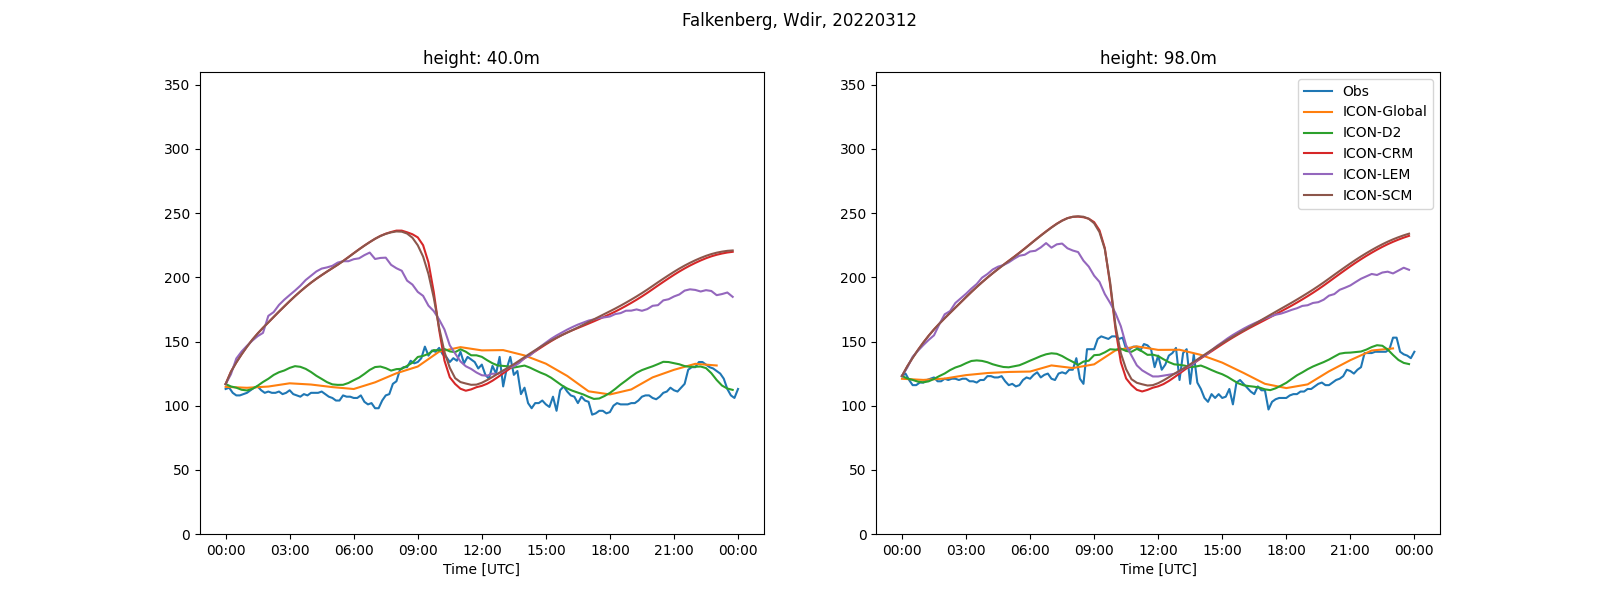 Falkenberg, Wdir, 20220312
height: 40.0m
350
300
250
200
150
100
50
0
00:00 03:00 06:00 09:00 12:00 15:00 18:00 21:00 00:00
Time [UTC]
height: 98.0m
350
300
250
200
150
100
50
0
00:00 03:00 06:00 09:00 12:00 15:00 18:00 21:00 00:00
Time [UTC]
Obs
ICON-Global
ICON-D2
ICON-CRM
ICON-LEM
ICON-SCM